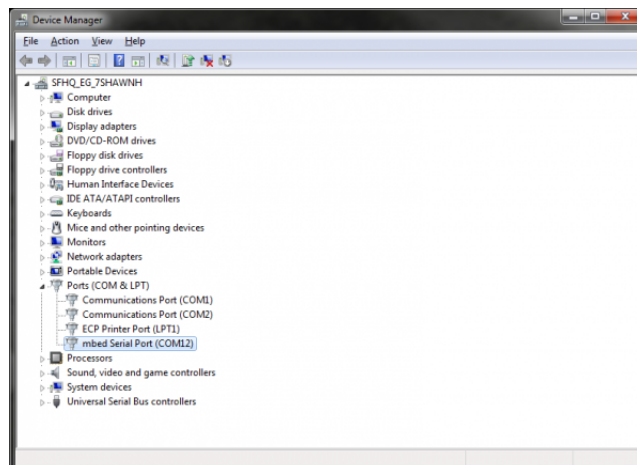 Device Manager
File Action View Help
SFHQ_EG_7SHAWNH
Computer
Disk drives
Display adapters
DVD/CD-ROM drives
Floppy disk drives
Floppy drive controllers
Human Interface Devices
IDE ATA/ATAPI controllers
Keyboards
Mice and other pointing devices
Monitors
Network adapters
Portable Devices
Ports (COM & LPT)
Communications Port (COM1)
Communications Port (COM2)
ECP Printer Port (LPT1)
mbed Serial Port (COM12)
Processors
Sound, video and game controllers
System devices
Universal Serial Bus controllers